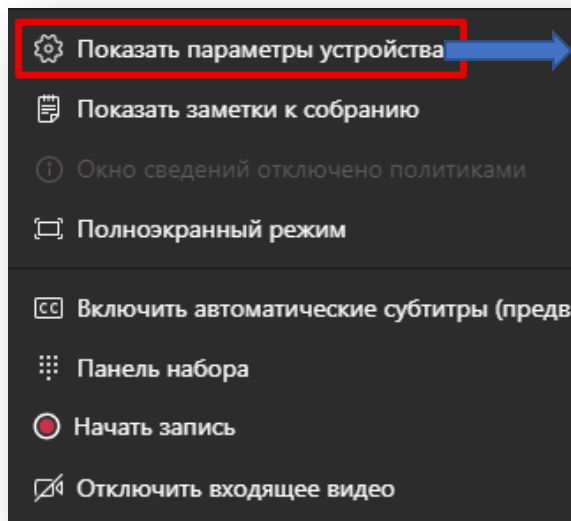 Показать параметры устройства
Показать заметки к собранию
Окно сведений отключено политиками
Полноэкранный режим
CC Включить автоматические субтитры (предв
Панель набора
Начать запись
Отключить входящее видео